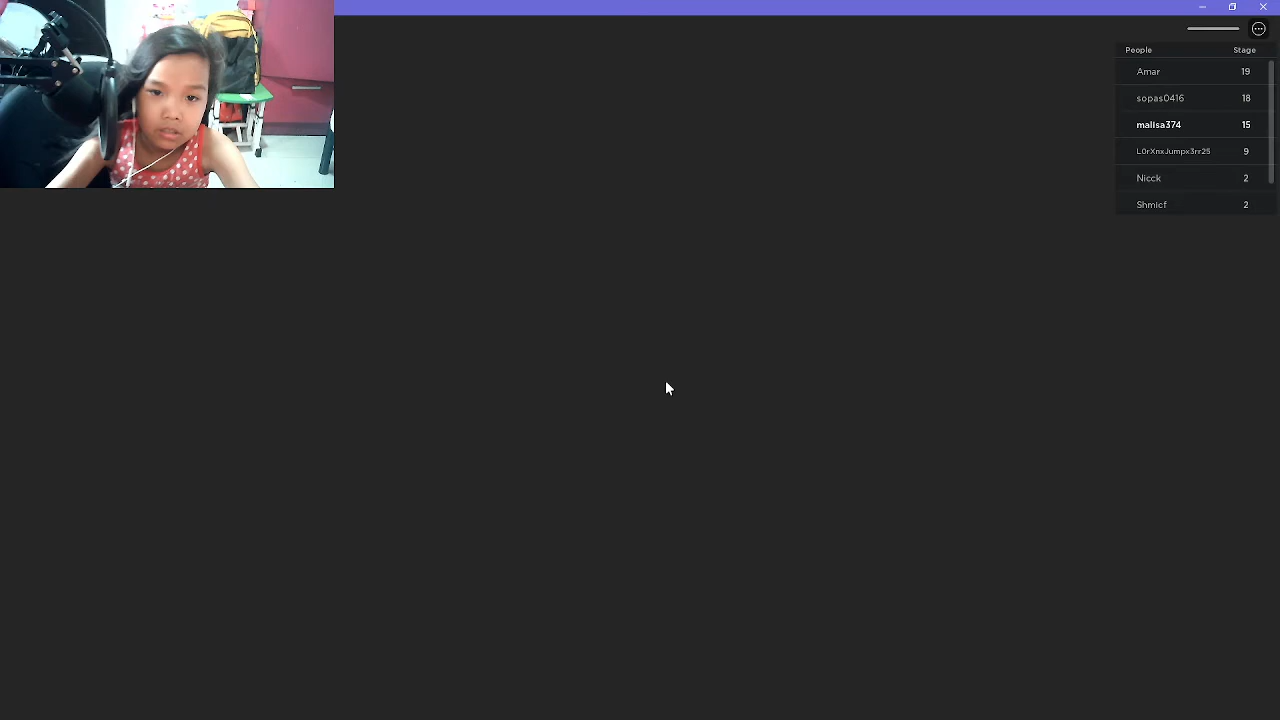 People Stage
Amar 19
sopas0416 18
malisa374 15
L0rXnxJumpx3rr25 9
Nicck 2
Shmicf 2